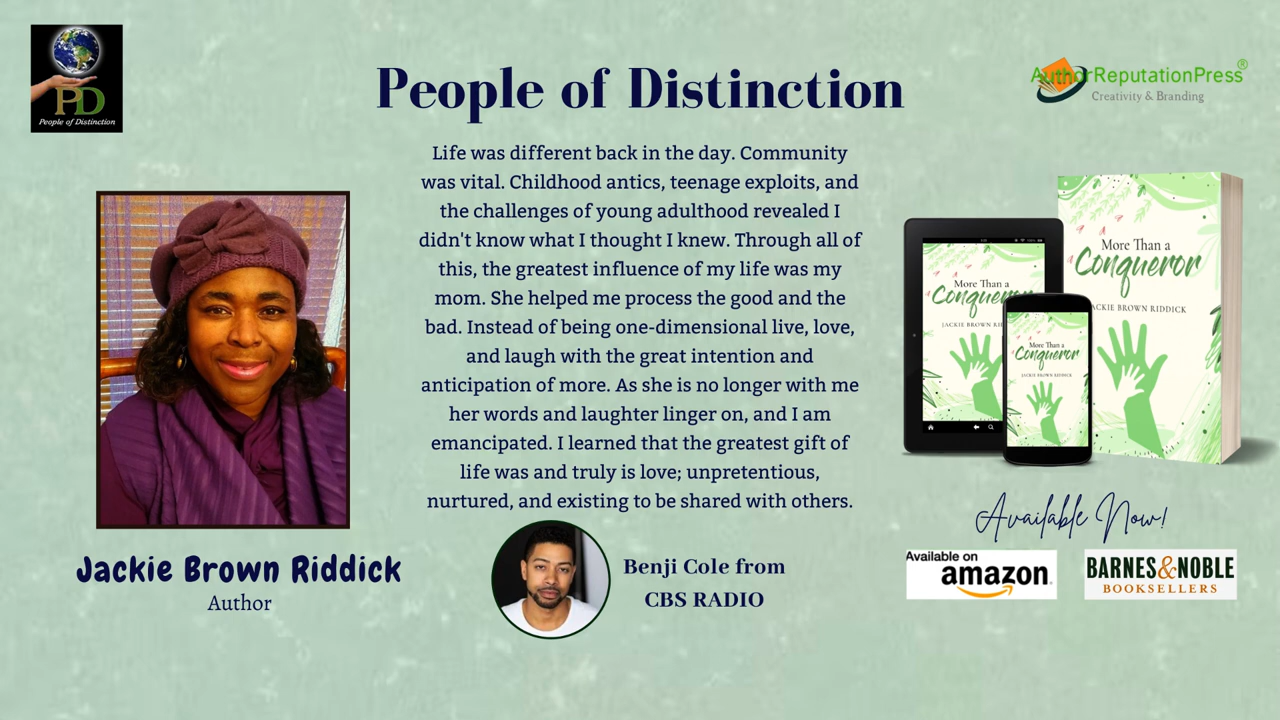 PD
People of Distinction
People of Distinction
AuthorReputationPress®
Creativity & Branding
Life was different back in the day. Community
was vital. Childhood antics, teenage exploits, and
the challenges of young adulthood revealed I
didn't know what I thought I knew. Through all of
this, the greatest influence of my life was my
mom. She helped me process the good and the
bad. Instead of being one-dimensional live, love,
and laugh with the great intention and
anticipation of more. As she is no longer with me
her words and laughter linger on, and I am
emancipated. I learned that the greatest gift of
life was and truly is love; unpretentious,
nurtured, and existing to be shared with others.
Jackie Brown Riddick
Author
Benji Cole from
CBS RADIO
More Than a
Conqueror
JACKIE BROWN RI
More Than a
Conqueror
JACKIE BROWN RIDDICK
More Than a
Conqueror
ACKIE BROWN RIDDICK
Available Now!
Available on
amazon
BARNES&NOBLE
BOOKSELLERS